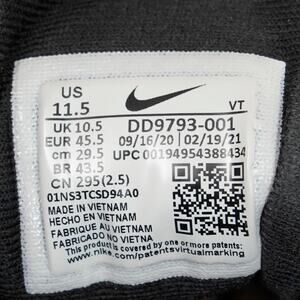 US
11.5
VT
UK 10.5
DD9793-001
EUR 45.5
09/16/20
02/19/21
cm 29.5
UPC 00194954388434
BR 43.5
CN 295(2.5)
01NS3TCSD94A0
MADE IN VIETNAM
HECHO EN VIETNAM
FABRIQUE AU VIETNAM
FABRICADO NO VIETNÃ
This product is covered by one or more of
www.nike.com/patentsvirtualmarking